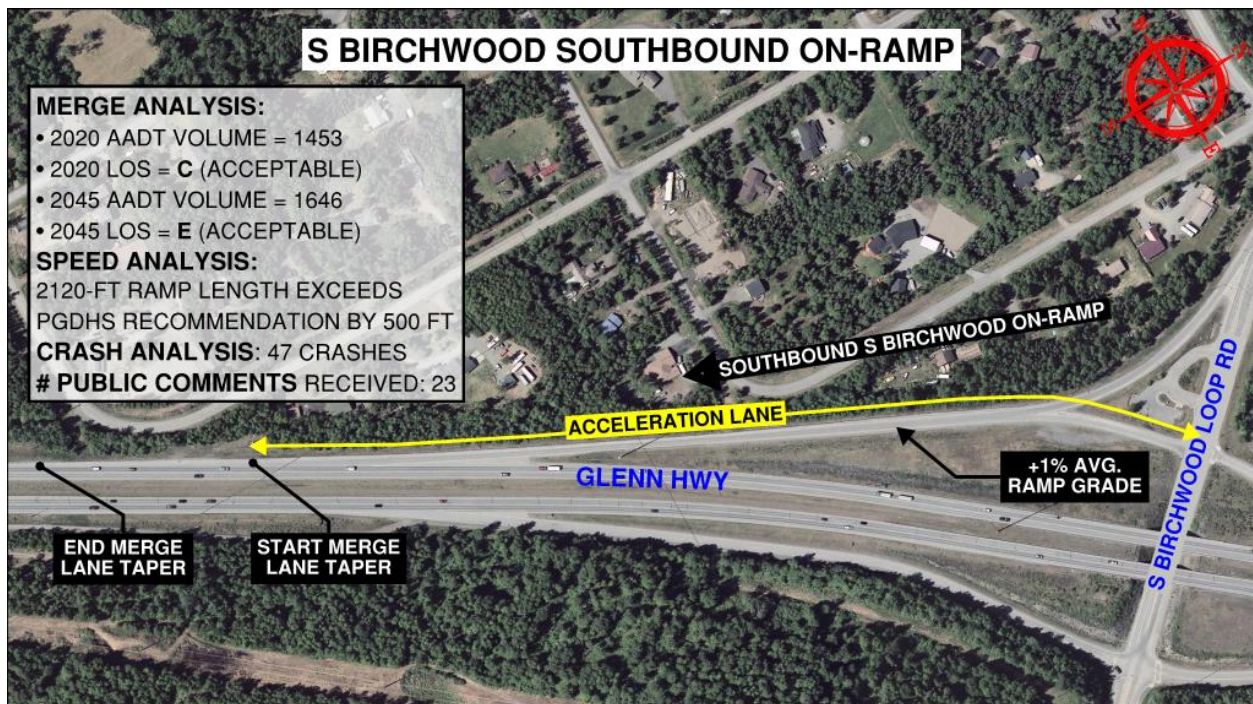 S BIRCHWOOD SOUTHBOUND ON-RAMP
MERGE ANALYSIS:
• 2020 AADT VOLUME = 1453
• 2020 LOS = C (ACCEPTABLE)
• 2045 AADT VOLUME = 1646
• 2045 LOS = E (ACCEPTABLE)
SPEED ANALYSIS:
2120-FT RAMP LENGTH EXCEEDS
PGDHS RECOMMENDATION BY 500 FT
CRASH ANALYSIS: 47 CRASHES
# PUBLIC COMMENTS RECEIVED: 23
N
W
S
E
SOUTHBOUND S BIRCHWOOD ON-RAMP
ACCELERATION LANE
GLENN HWY
+1% AVG.
RAMP GRADE
S BIRCHWOOD LOOP RD
END MERGE
LANE TAPER
START MERGE
LANE TAPER